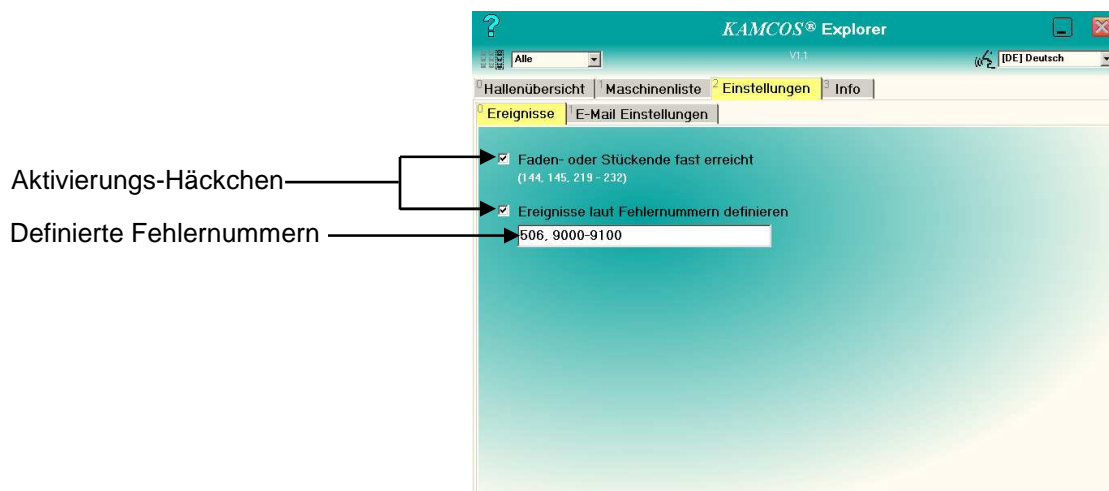 ? KAMCOS® Explorer
Alle V1.1 [DE] Deutsch
0 Hallenübersicht 1 Maschinenliste 2 Einstellungen 3 Info
0 Ereignisse 1 E-Mail Einstellungen
Faden- oder Stückende fast erreicht
(144, 145, 219 - 232)
Aktivierungs-Häckchen
Ereignisse laut Fehlernummern definieren
Definierte Fehlernummern
506, 9000-9100